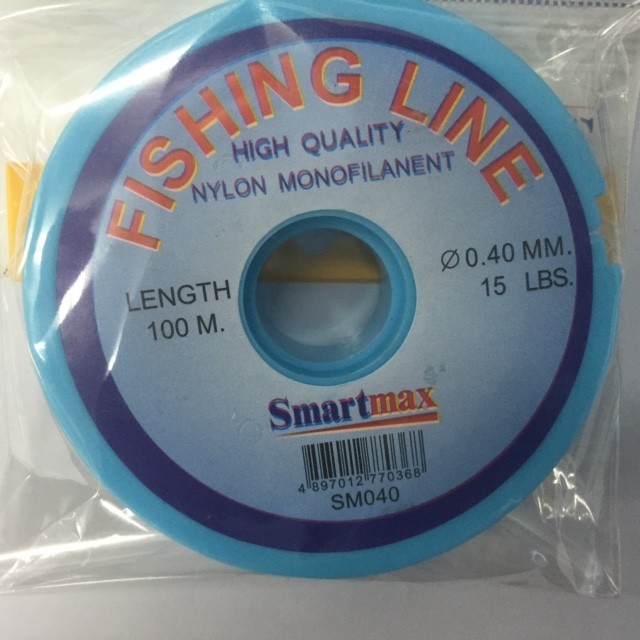 FISHING LINE
HIGH QUALITY
NYLON MONOFILANENT
LENGTH
100 M.
Ø 0.40 MM.
15 LBS.
Smartmax
4 897012 770368
SM040